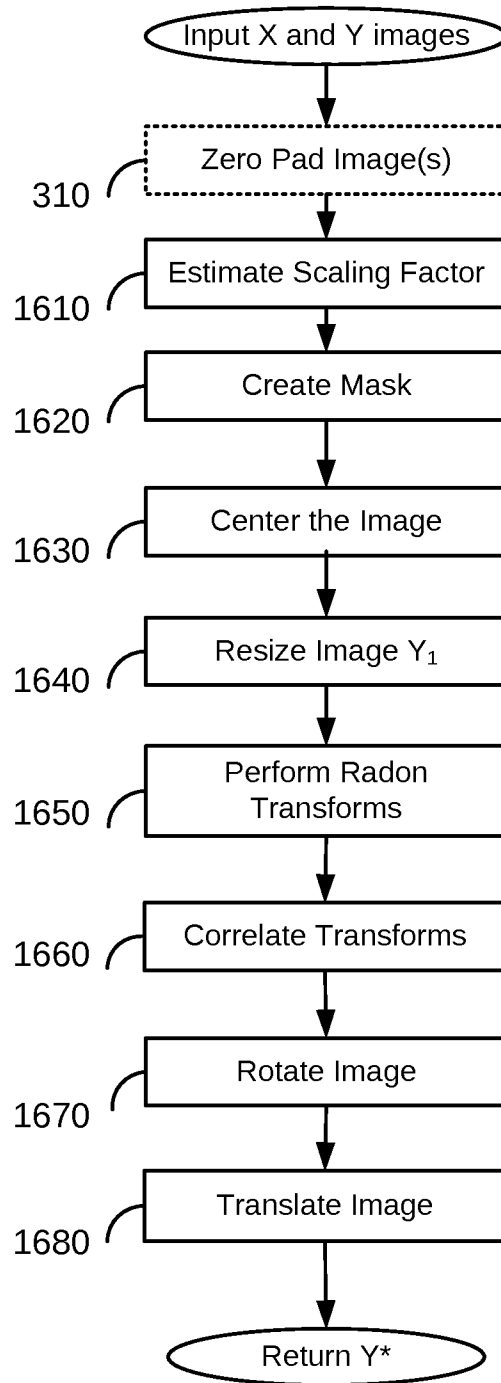 Input X and Y images
Zero Pad Image(s)
310
Estimate Scaling Factor
1610
Create Mask
1620
Center the Image
1630
Resize Image Y₁
1640
Perform Radon
Transforms
1650
Correlate Transforms
1660
Rotate Image
1670
Translate Image
1680
Return Y*